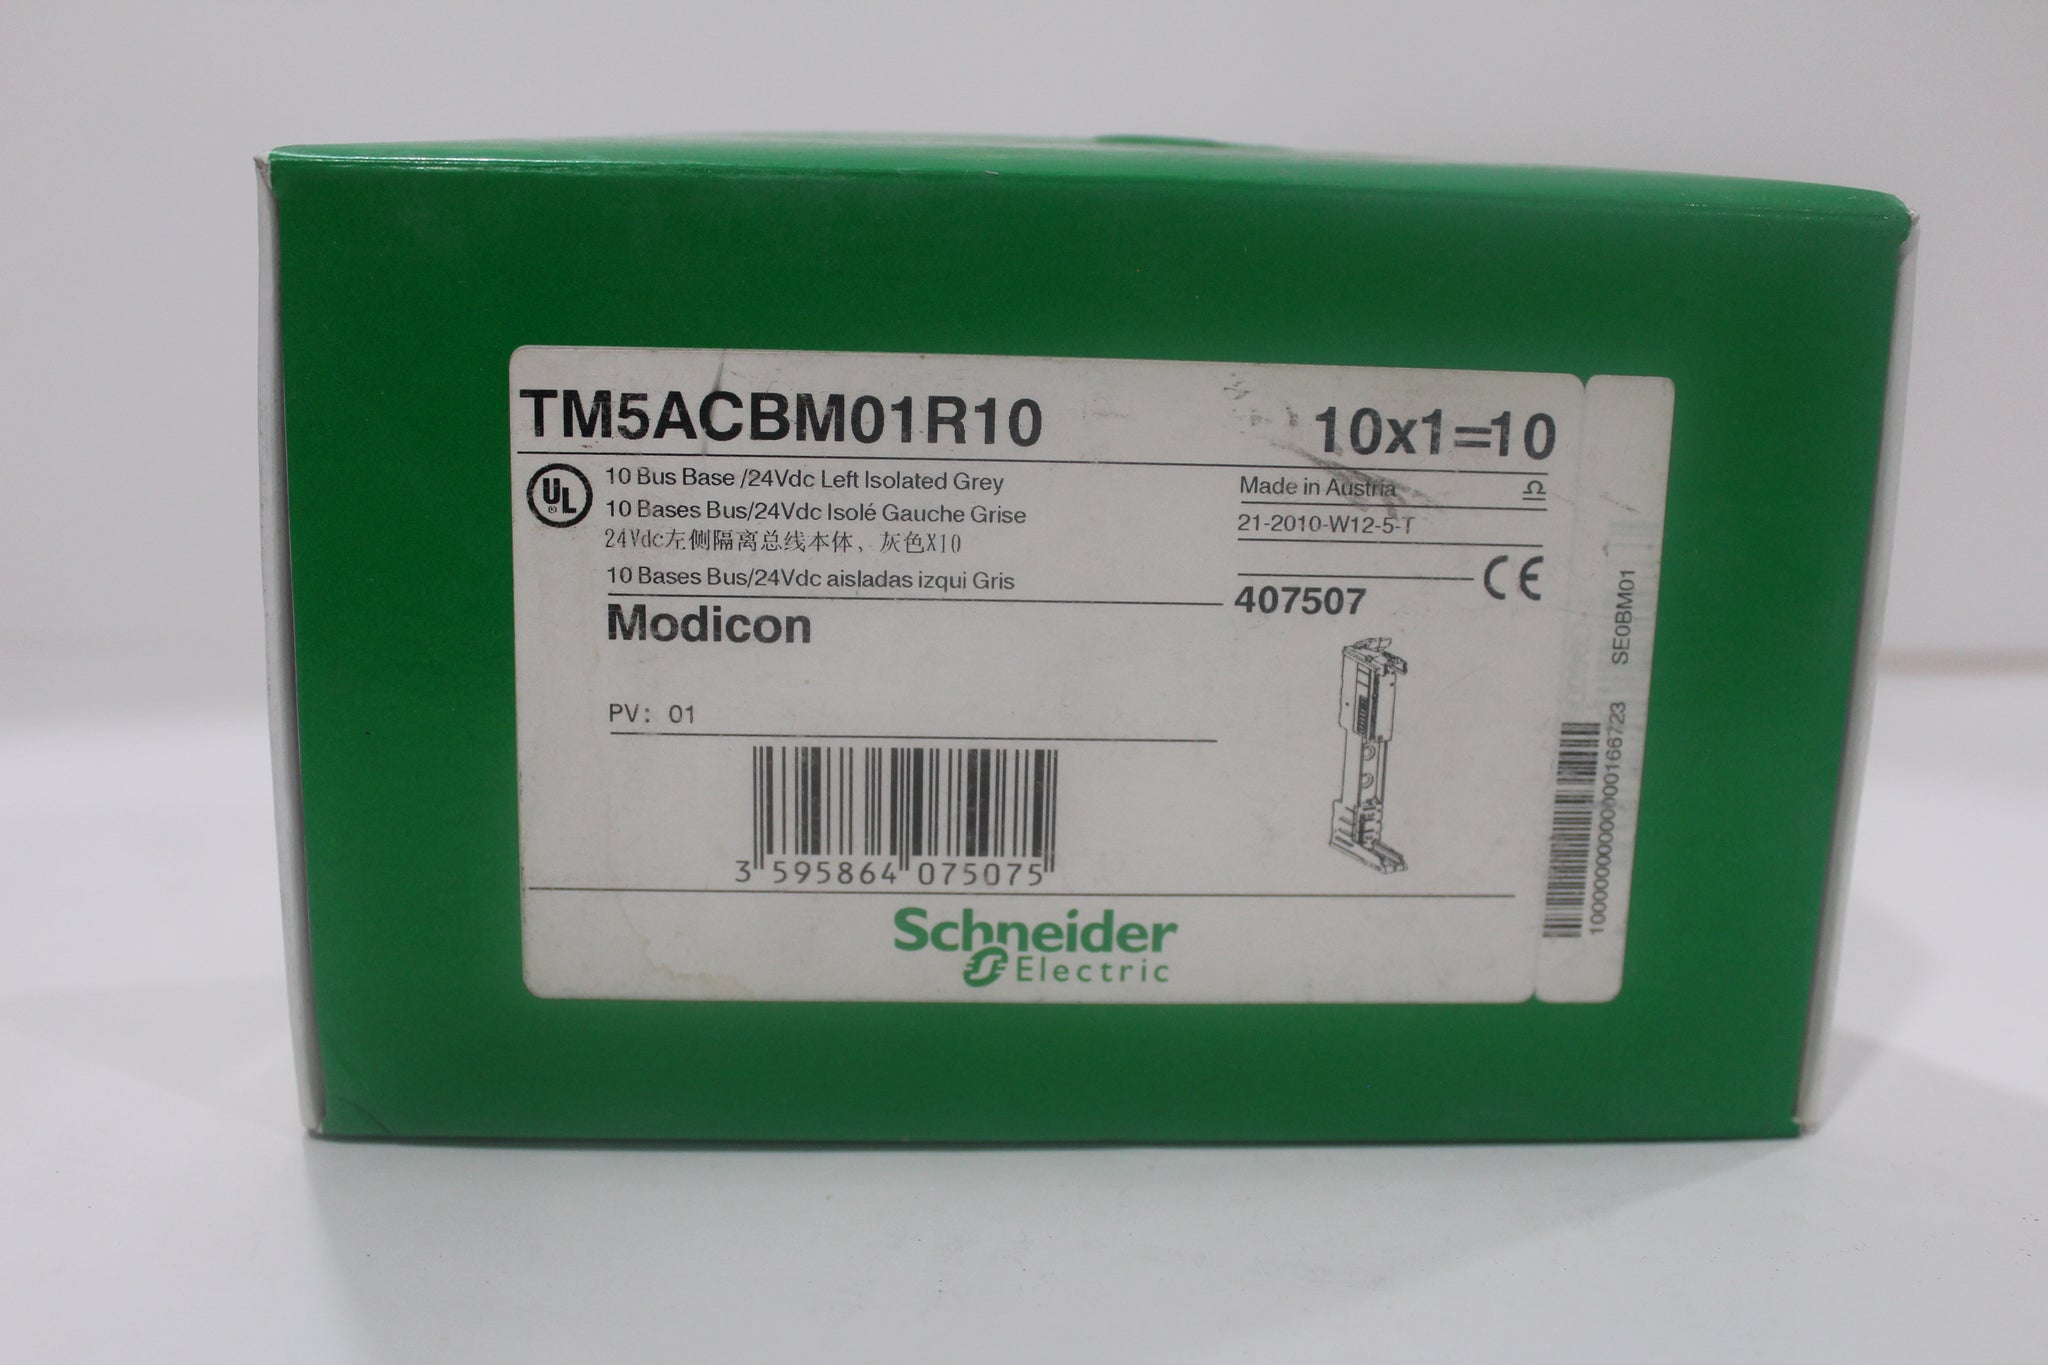 TM5ACBM01R10
10x1=10
UL
10 Bus Base /24Vdc Left Isolated Grey
10 Bases Bus/24Vdc Isolé Gauche Grise
24Vdc左侧隔离总线本体，灰色X10
10 Bases Bus/24Vdc aisladas izqui Gris
Made in Austria
21-2010-W12-5-T
CE
407507
Modicon
PV: 01
3 595864 075075
Schneider
Electric
SE0BM01